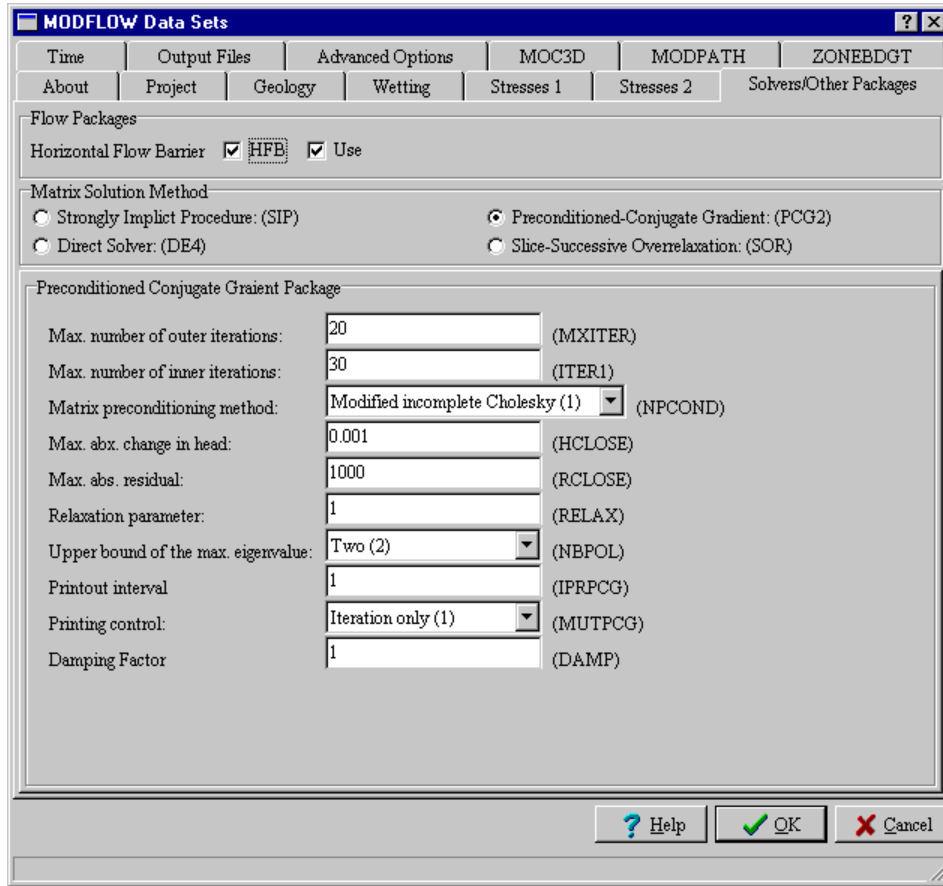 MODFLOW Data Sets
Time Output Files Advanced Options MOC3D MODPATH ZONEBDGT
About Project Geology Wetting Stresses 1 Stresses 2 Solvers/Other Packages
Flow Packages
Horizontal Flow Barrier HFB Use
Matrix Solution Method
Strongly Implict Procedure: (SIP) Preconditioned-Conjugate Gradient: (PCG2)
Direct Solver: (DE4) Slice-Successive Overrelaxation: (SOR)
Preconditioned Conjugate Graient Package
Max. number of outer iterations: 20 (MXITER)
Max. number of inner iterations: 30 (ITER1)
Matrix preconditioning method: Modified incomplete Cholesky (1) (NPCOND)
Max. abx. change in head: 0.001 (HCLOSE)
Max. abs. residual: 1000 (RCLOSE)
Relaxation parameter: 1 (RELAX)
Upper bound of the max. eigenvalue: Two (2) (NBPOL)
Printout interval 1 (IPRPCG)
Printing control: Iteration only (1) (MUTPCG)
Damping Factor 1 (DAMP)
? Help OK Cancel